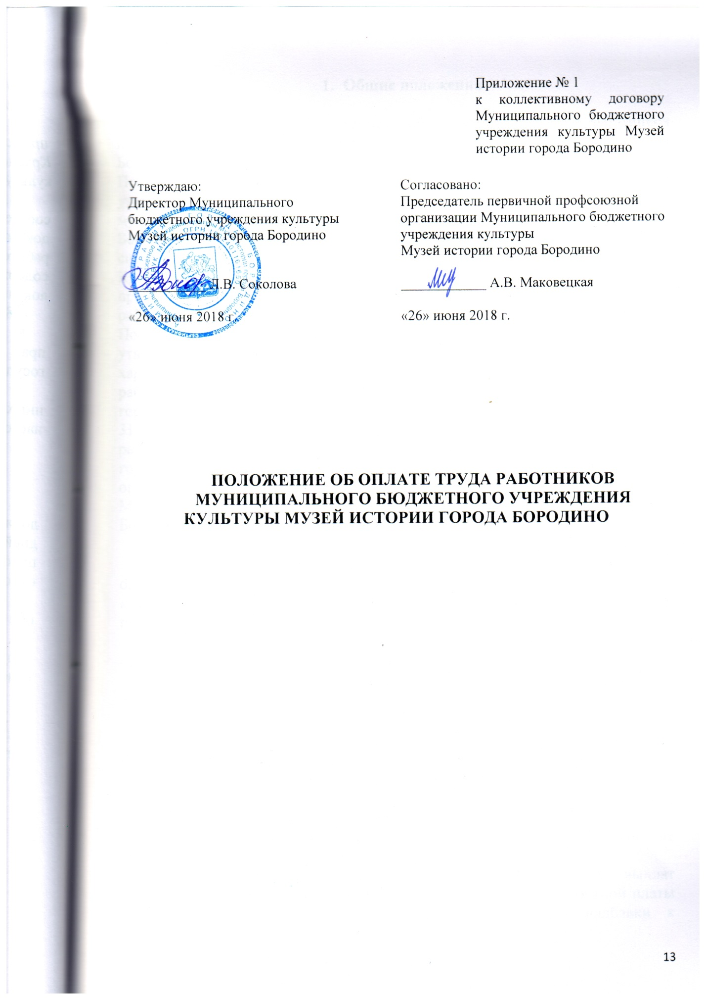 Приложение № 1
к коллективному договору
Муниципального бюджетного
учреждения культуры Музей
истории города Бородино
Утверждаю:
Директор Муниципального
бюджетного учреждения культуры
Музей истории города Бородино
Л.В. Соколова
«26» июня 2018 г.
Согласовано:
Председатель первичной профсоюзной
организации Муниципального бюджетного
учреждения культуры
Музей истории города Бородино
А.В. Маковецкая
«26» июня 2018 г.
ПОЛОЖЕНИЕ ОБ ОПЛАТЕ ТРУДА РАБОТНИКОВ
МУНИЦИПАЛЬНОГО БЮДЖЕТНОГО УЧРЕЖДЕНИЯ
КУЛЬТУРЫ МУЗЕЙ ИСТОРИИ ГОРОДА БОРОДИНО
13